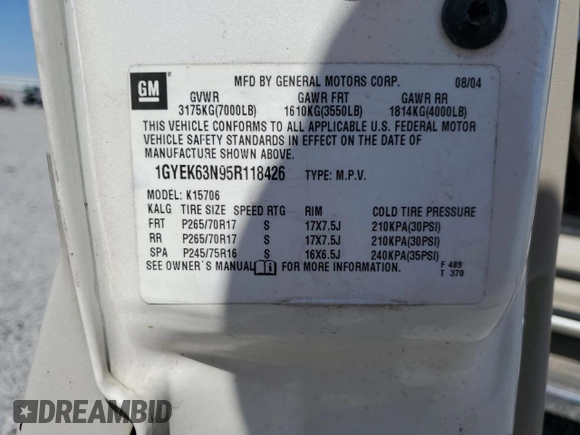 GM
MFD BY GENERAL MOTORS CORP. 08/04
GVWR GAWR FRT GAWR RR
3175KG(7000LB) 1610KG(3550LB) 1814KG(4000LB)
THIS VEHICLE CONFORMS TO ALL APPLICABLE U.S. FEDERAL MOTOR
VEHICLE SAFETY STANDARDS IN EFFECT ON THE DATE OF
MANUFACTURE SHOWN ABOVE.
1GYEK63N95R118426 TYPE: M.P.V.
MODEL: K15706
KALG TIRE SIZE SPEED RTG RIM COLD TIRE PRESSURE
FRT P265/70R17 S 17X7.5J 210KPA(30PSI)
RR P265/70R17 S 17X7.5J 210KPA(30PSI)
SPA P245/75R16 S 16X6.5J 240KPA(35PSI)
SEE OWNER'S MANUAL FOR MORE INFORMATION. F 489
T 370
DREAMBID